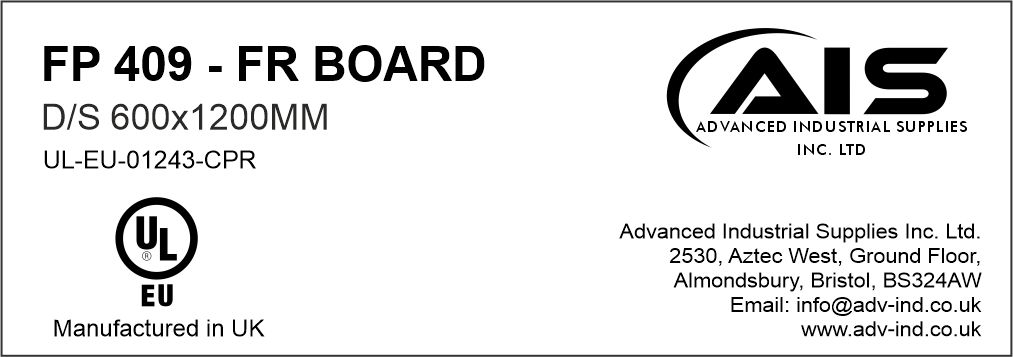 FP 409 - FR BOARD
D/S 600x1200MM
UL-EU-01243-CPR
UL
®
EU
Manufactured in UK
AIS
ADVANCED INDUSTRIAL SUPPLIES
INC. LTD
Advanced Industrial Supplies Inc. Ltd.
2530, Aztec West, Ground Floor,
Almondsbury, Bristol, BS324AW
Email: info@adv-ind.co.uk
www.adv-ind.co.uk